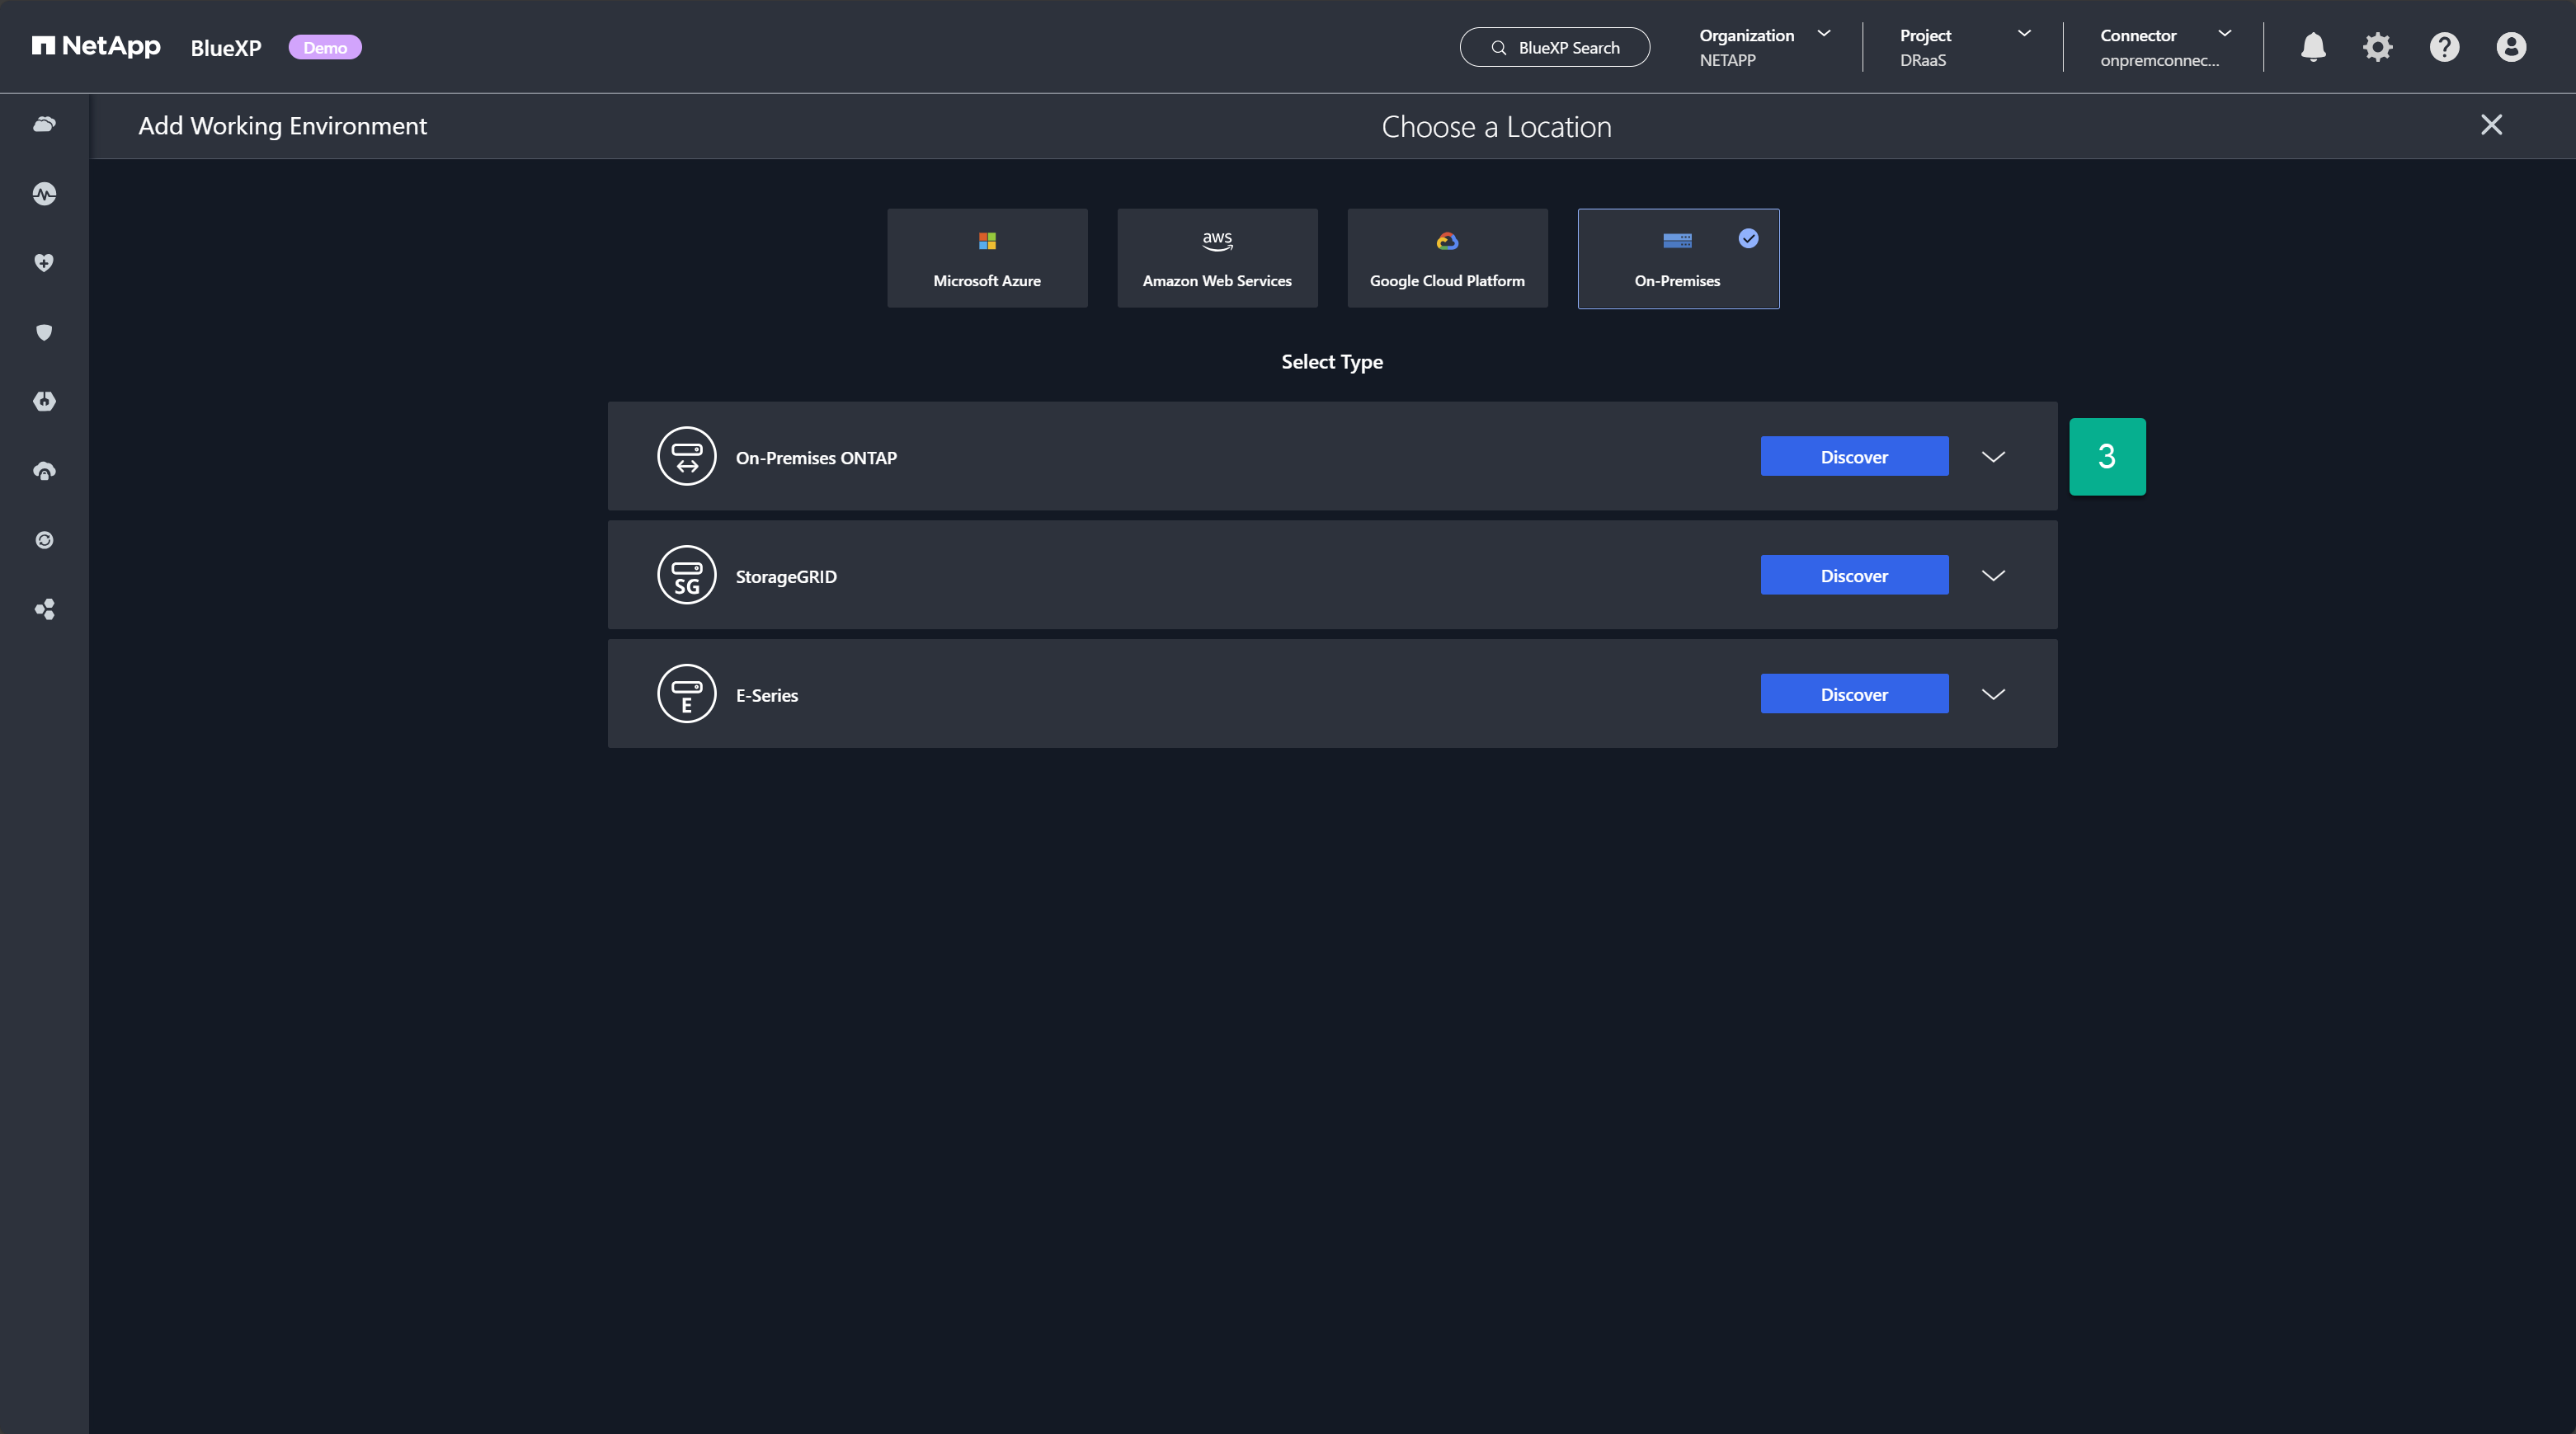 NetApp
BlueXP
Demo
BlueXP Search
Organization
NETAPP
Project
DRaaS
Connector
onpremconnec...
Add Working Environment
Choose a Location
Microsoft Azure
aws
Amazon Web Services
Google Cloud Platform
On-Premises
Select Type
On-Premises ONTAP
Discover
3
SG
StorageGRID
Discover
E
E-Series
Discover